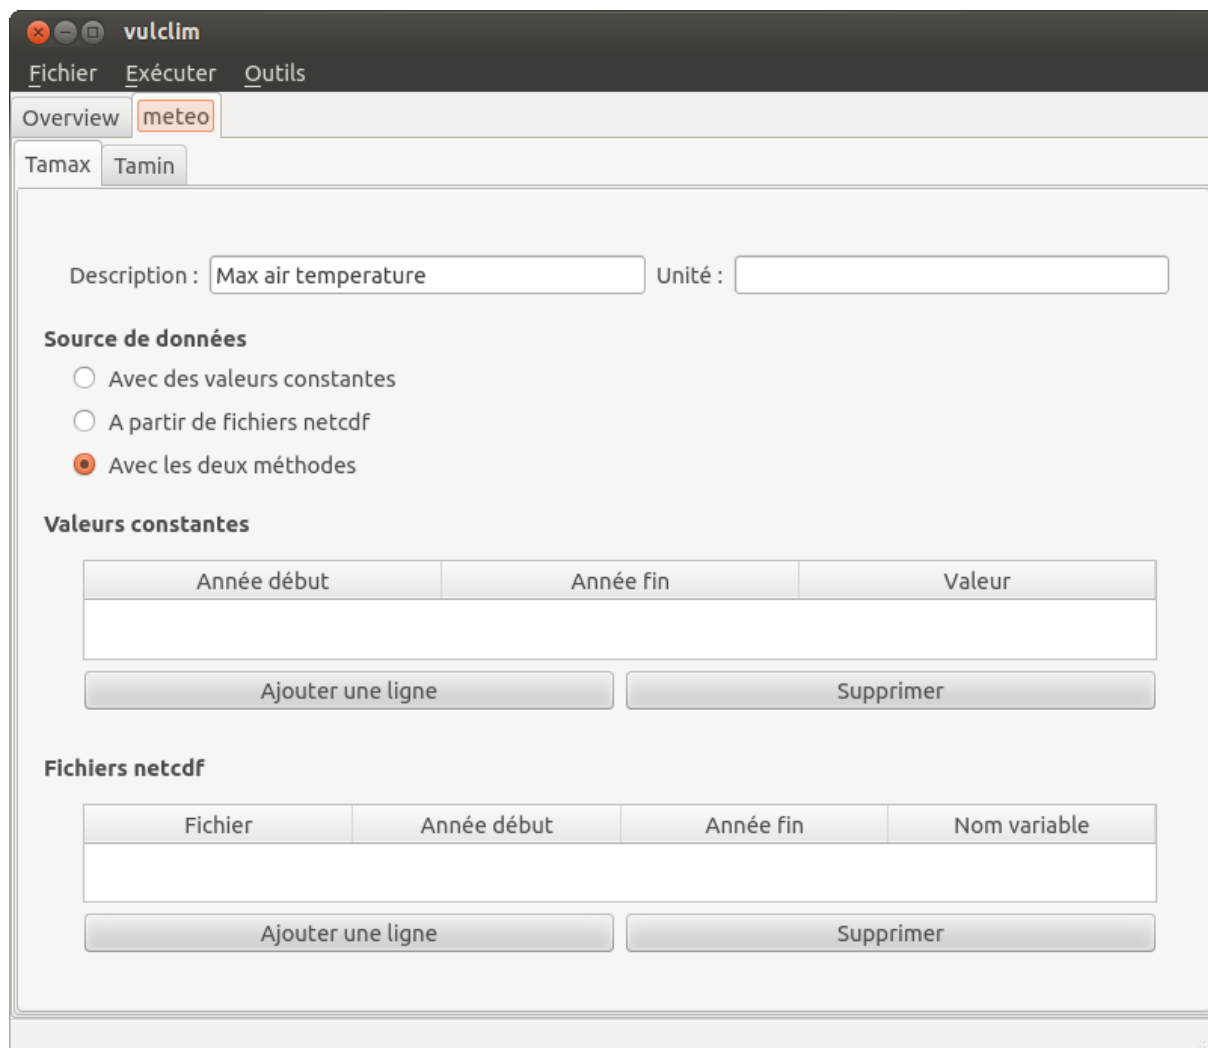 vulclim
Fichier Exécuter Outils
Overview meteo
Tamax Tamin
Description : Max air temperature Unité :
Source de données
Avec des valeurs constantes
A partir de fichiers netcdf
Avec les deux méthodes
Valeurs constantes
Année début Année fin Valeur
Ajouter une ligne Supprimer
Fichiers netcdf
Fichier Année début Année fin Nom variable
Ajouter une ligne Supprimer